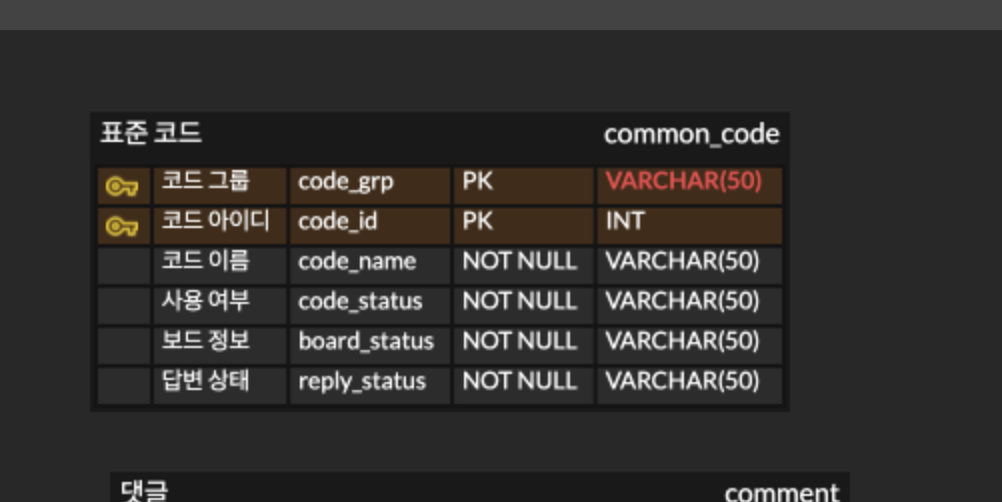 표준 코드 common_code
코드 그룹 code_grp PK VARCHAR(50)
코드 아이디 code_id PK INT
코드 이름 code_name NOT NULL VARCHAR(50)
사용 여부 code_status NOT NULL VARCHAR(50)
보드 정보 board_status NOT NULL VARCHAR(50)
답변 상태 reply_status NOT NULL VARCHAR(50)
댓글 comment